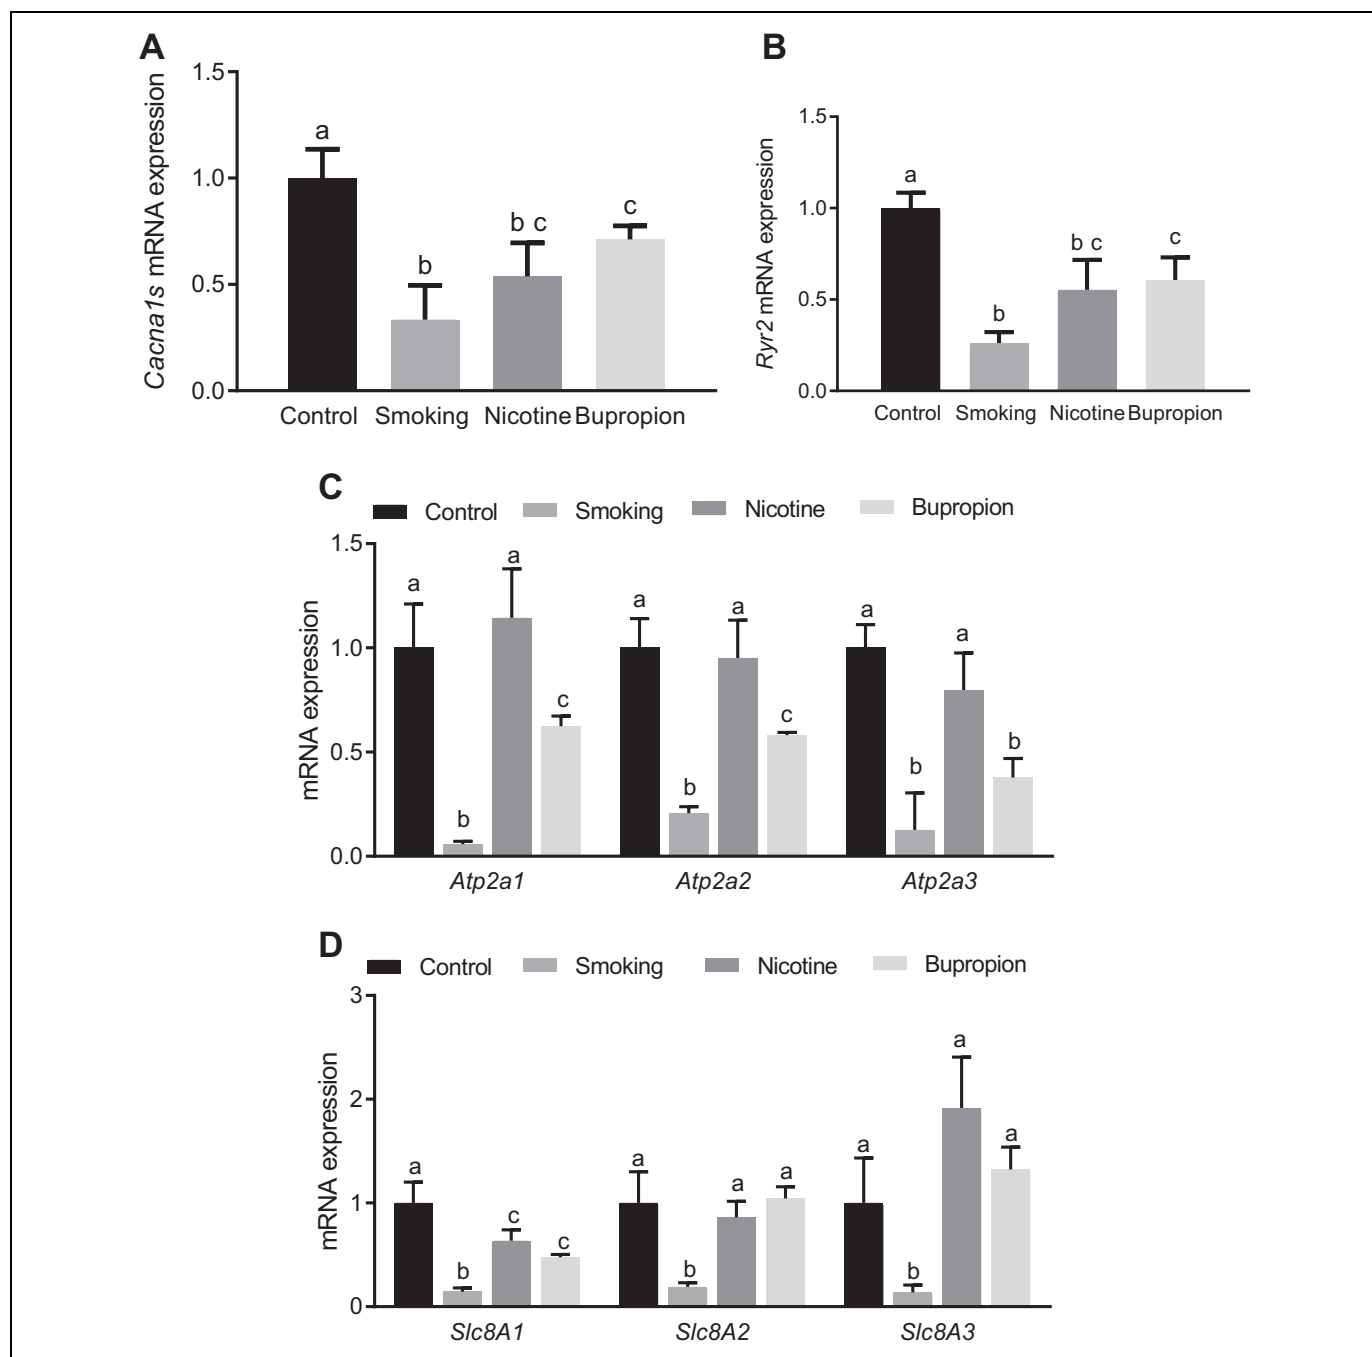 A
Cacna1s mRNA expression
1.5
1.0
0.5
0.0
a
b
b c
c
Control Smoking Nicotine Bupropion
B
Ryr2 mRNA expression
1.5
1.0
0.5
0.0
a
b
b c
c
Control Smoking Nicotine Bupropion
C
Control Smoking Nicotine Bupropion
mRNA expression
1.5
1.0
0.5
0.0
a b a c
a b a c
a b a b
Atp2a1 Atp2a2 Atp2a3
D
Control Smoking Nicotine Bupropion
mRNA expression
3
2
1
0
a b c c
a b a a
a b a a
Slc8A1 Slc8A2 Slc8A3